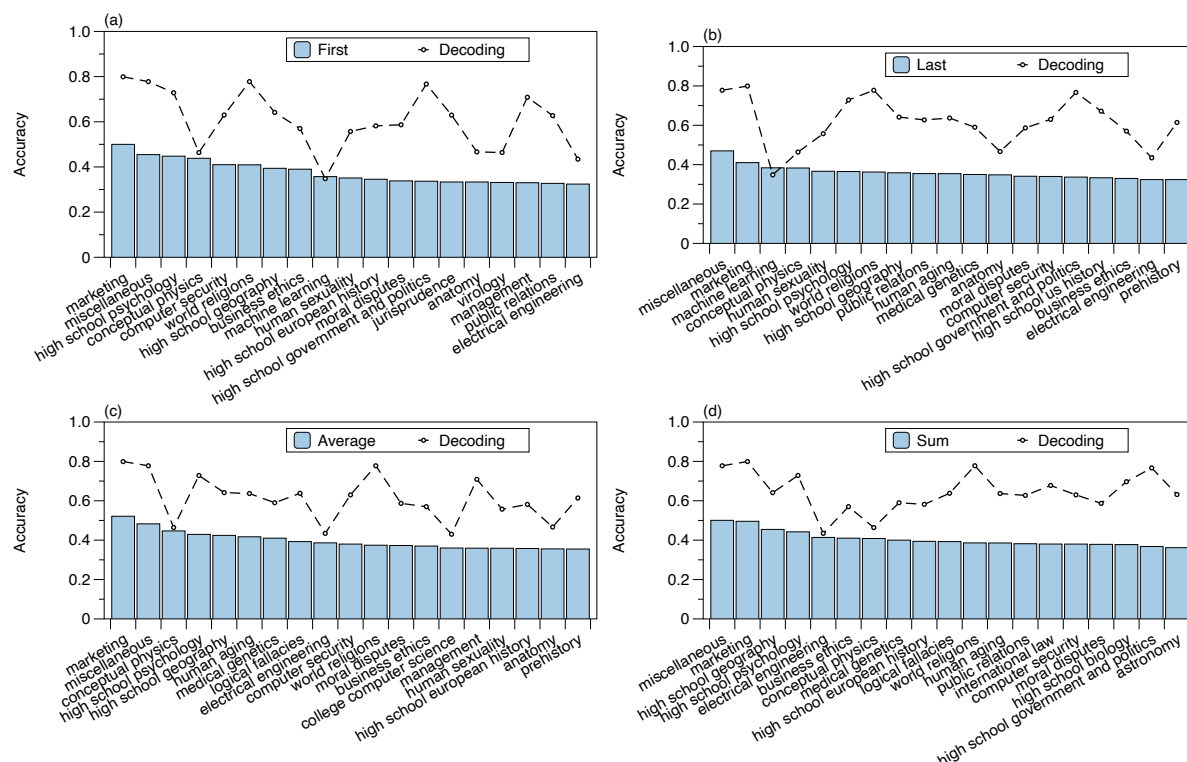 (a)
First Decoding
Accuracy
1.0
0.8
0.6
0.4
0.2
0
marketing
miscellaneous
high school psychology
conceptual physics
computer security
world religions
high school geography
business ethics
machine learning
human sexuality
high school european history
moral disputes
high school government and politics
jurisprudence
anatomy
virology
management
public relations
electrical engineering
(b)
Last Decoding
Accuracy
1.0
0.8
0.6
0.4
0.2
0
miscellaneous
marketing
machine learning
conceptual physics
human sexuality
high school psychology
world religions
high school geography
public relations
human aging
medical genetics
anatomy
moral disputes
computer security
high school government and politics
high school us history
business ethics
electrical engineering
prehistory
(c)
Average Decoding
Accuracy
1.0
0.8
0.6
0.4
0.2
0
marketing
miscellaneous
conceptual physics
high school psychology
high school geography
human aging
medical genetics
logical fallacies
electrical engineering
computer security
world religions
moral disputes
business ethics
college computer science
management
human sexuality
high school european history
anatomy
prehistory
(d)
Sum Decoding
Accuracy
1.0
0.8
0.6
0.4
0.2
0
miscellaneous
marketing
high school geography
high school psychology
electrical engineering
business ethics
conceptual physics
medical genetics
high school european history
logical fallacies
world religions
human aging
public relations
international law
computer security
moral disputes
high school biology
high school government and politics
astronomy